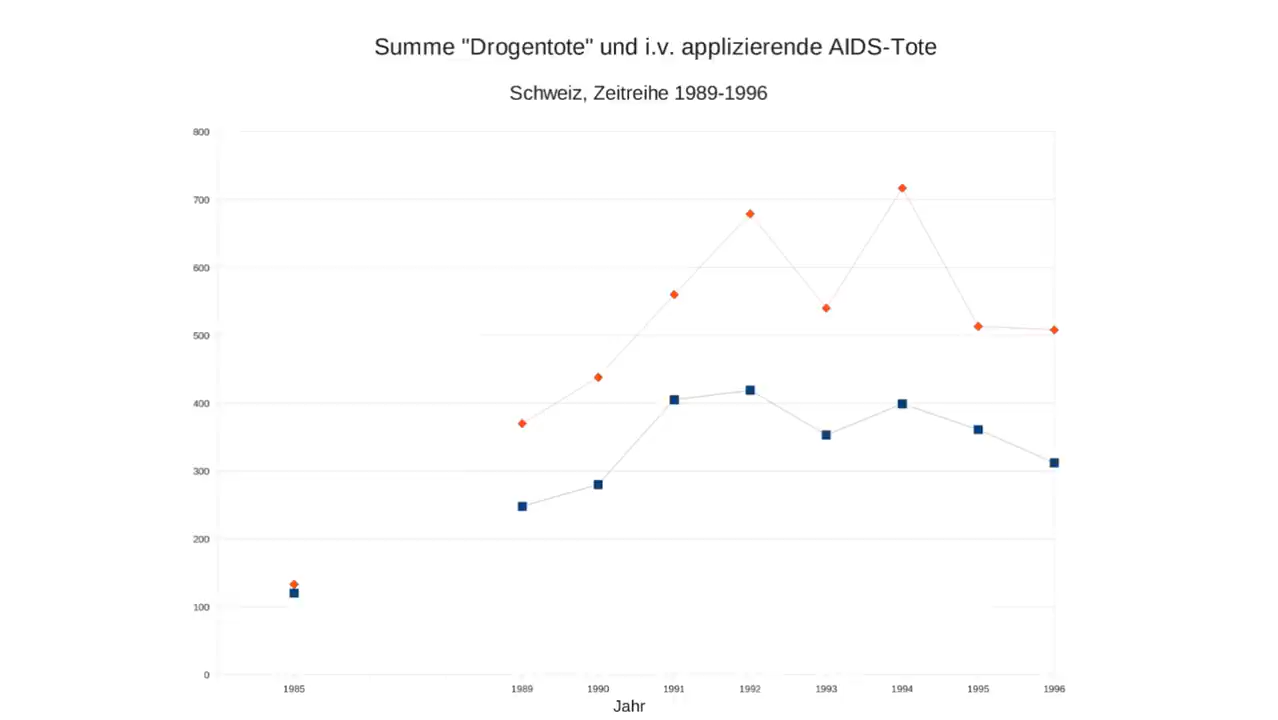 Summe "Drogentote" und i.v. applizierende AIDS-Tote
Schweiz, Zeitreihe 1989-1996
800
700
600
500
400
300
200
100
0
1985 1989 1990 1991 1992 1993 1994 1995 1996
Jahr